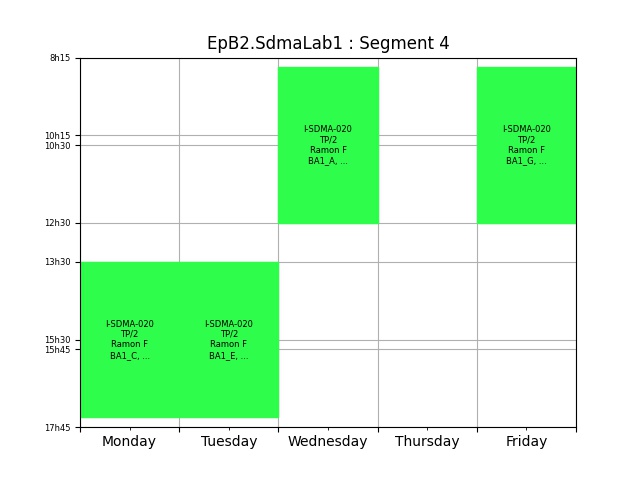 EpB2.SdmaLab1 : Segment 4
8h15
10h15
10h30
12h30
13h30
15h30
15h45
17h45
I-SDMA-020
TP/2
Ramon F
BA1_A, ...
I-SDMA-020
TP/2
Ramon F
BA1_G, ...
I-SDMA-020
TP/2
Ramon F
BA1_C, ...
I-SDMA-020
TP/2
Ramon F
BA1_E, ...
Monday
Tuesday
Wednesday
Thursday
Friday